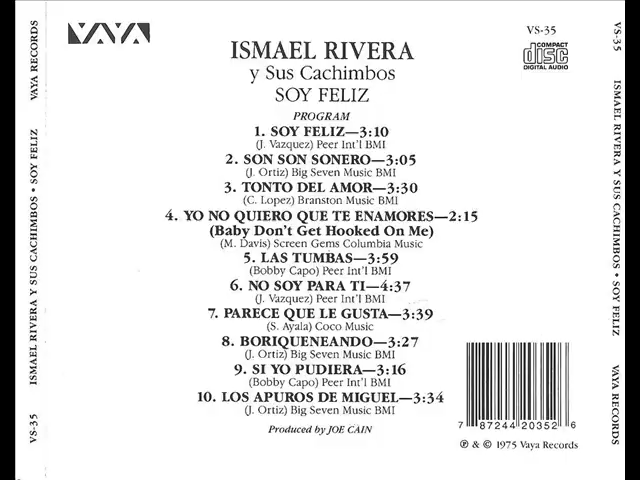 VAYA
ISMAEL RIVERA
y Sus Cachimbos
SOY FELIZ
VS-35
COMPACT
disc
DIGITAL AUDIO
PROGRAM
1. SOY FELIZ—3:10
(J. Vazquez) Peer Int'l BMI
2. SON SON SONERO—3:05
(J. Ortiz) Big Seven Music BMI
3. TONTO DEL AMOR—3:30
(C. Lopez) Branston Music BMI
4. YO NO QUIERO QUE TE ENAMORES—2:15
(Baby Don't Get Hooked On Me)
(M. Davis) Screen Gems Columbia Music
5. LAS TUMBAS—3:59
(Bobby Capo) Peer Int'l BMI
6. NO SOY PARA TI—4:37
(J. Vazquez) Peer Int'l BMI
7. PARECE QUE LE GUSTA—3:39
(S. Ayala) Coco Music
8. BORIQUENEANDO—3:27
(J. Ortiz) Big Seven Music BMI
9. SI YO PUDIERA—3:16
(Bobby Capo) Peer Int'l BMI
10. LOS APUROS DE MIGUEL—3:34
(J. Ortiz) Big Seven Music BMI
Produced by JOE CAIN
7 87244 20352 6
℗ & © 1975 Vaya Records
VS-35 ISMAEL RIVERA Y SUS CACHIMBOS • SOY FELIZ VAYA RECORDS
VS-35 ISMAEL RIVERA Y SUS CACHIMBOS • SOY FELIZ VAYA RECORDS